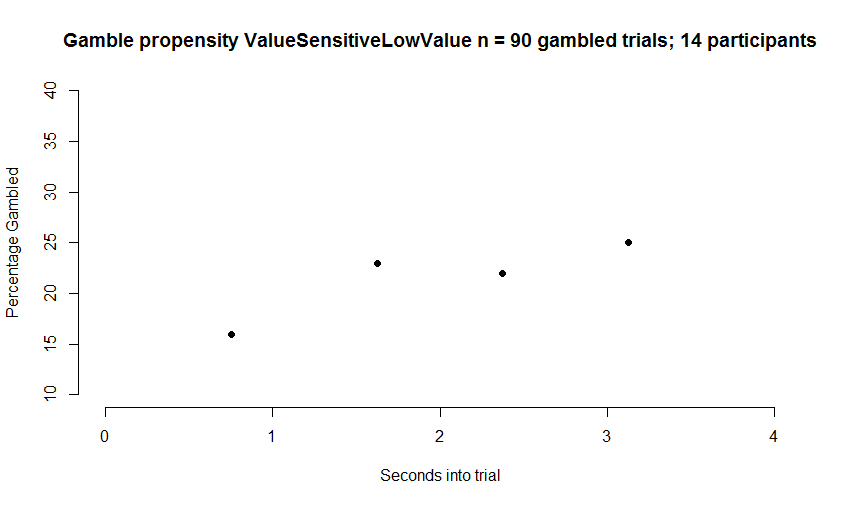 Gamble propensity ValueSensitiveLowValue n = 90 gambled trials; 14 participants
Percentage Gambled
40
35
30
25
20
15
10
0 1 2 3 4
Seconds into trial